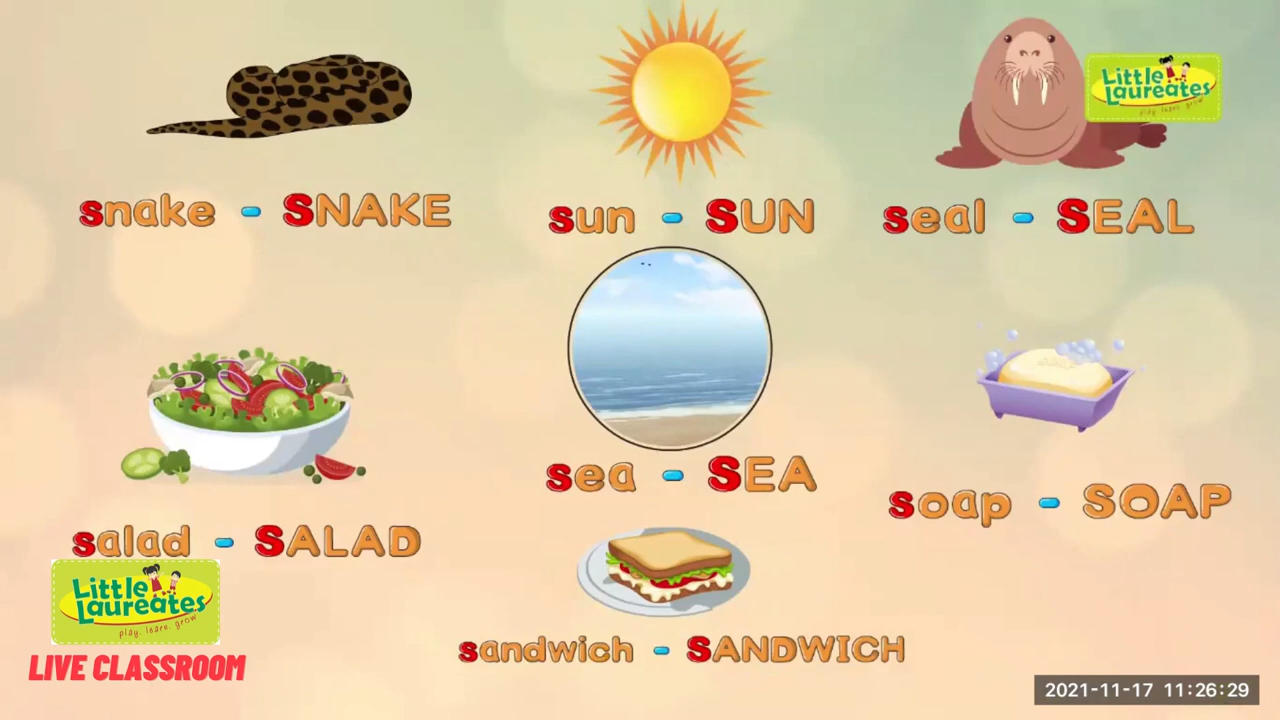 snake - SNAKE
sun - SUN
seal - SEAL
Little
Laureates
play, learn, grow
salad - SALAD
sea - SEA
soap - SOAP
sandwich - SANDWICH
Little
Laureates
play, learn, grow
LIVE CLASSROOM
2021-11-17 11:26:29